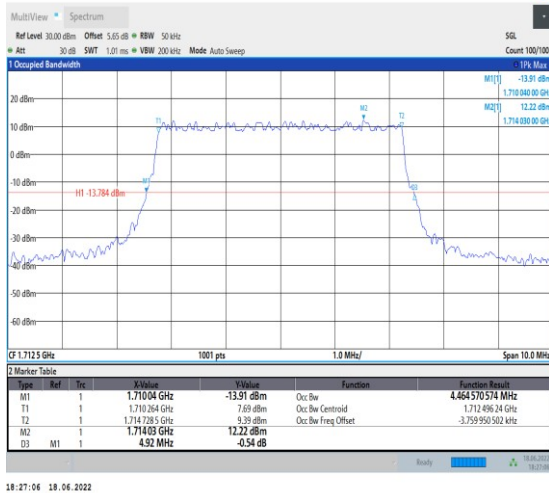 MultiView Spectrum
Ref Level 30.00 dBm Offset 5.65 dB RBW 50 kHz SGL
Att 30 dB SWT 1.01 ms VBW 200 kHz Mode Auto Sweep Count 100/100
1 Occupied Bandwidth 1Pk Max
M1[1] -13.91 dBm
1.710 040 00 GHz
M2[1] 12.22 dBm
1.714 030 00 GHz
20 dBm
T1 M2 T2
10 dBm
0 dBm
-10 dBm
M1 D3
H1 -13.784 dBm
-20 dBm
-30 dBm
-40 dBm
-50 dBm
-60 dBm
CF 1.712 5 GHz 1001 pts 1.0 MHz/ Span 10.0 MHz
2 Marker Table
Type Ref Trc X-Value Y-Value Function Function Result
M1 1 1.710 04 GHz -13.91 dBm Occ Bw 4.464 570 574 MHz
T1 1 1.710 264 GHz 7.69 dBm Occ Bw Centroid 1.712 496 24 GHz
T2 1 1.714 728 5 GHz 9.39 dBm Occ Bw Freq Offset -3.759 950 502 kHz
M2 1 1.714 03 GHz 12.22 dBm
D3 M1 1 4.92 MHz -0.54 dB
Ready 18.06.2022
18:27:06
18:27:06 18.06.2022